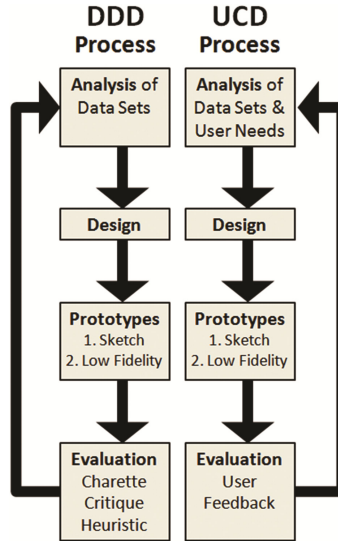 DDD
Process
Analysis of
Data Sets
Design
Prototypes
1. Sketch
2. Low Fidelity
Evaluation
Charette
Critique
Heuristic
UCD
Process
Analysis of
Data Sets &
User Needs
Design
Prototypes
1. Sketch
2. Low Fidelity
Evaluation
User
Feedback